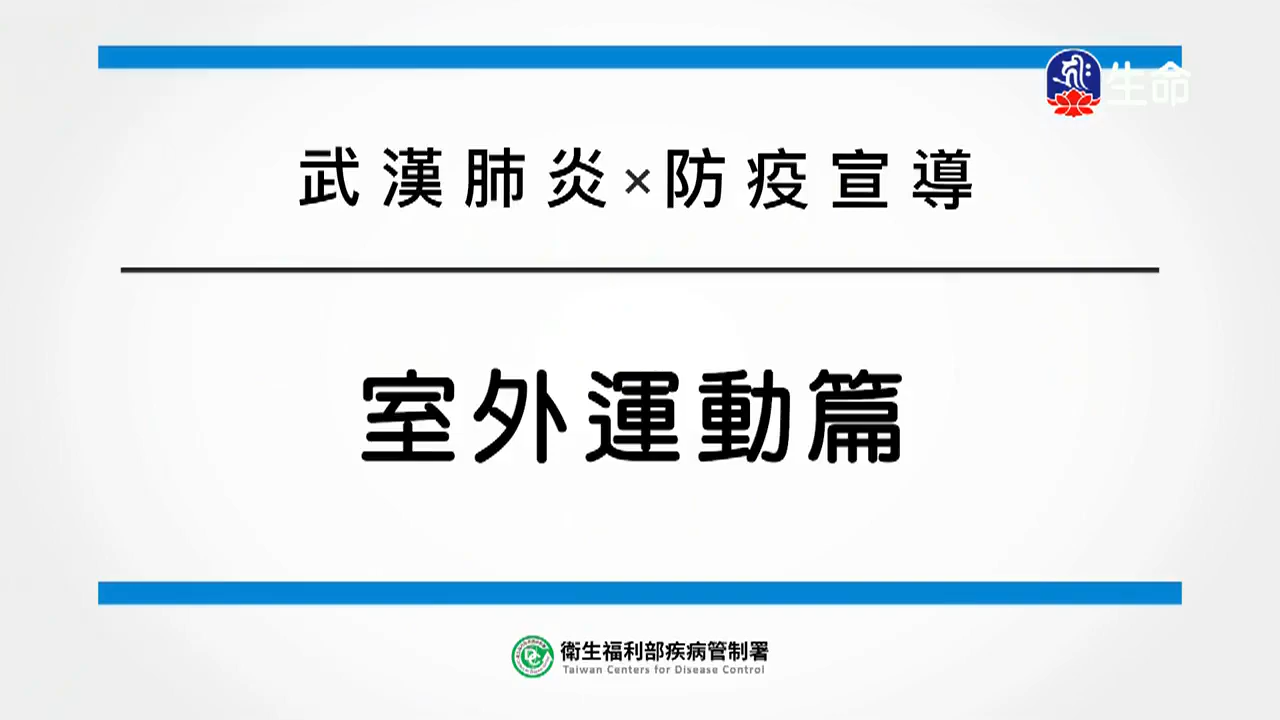 生命
武漢肺炎×防疫宣導
室外運動篇
衛生福利部疾病管制署
Taiwan Centers for Disease Control